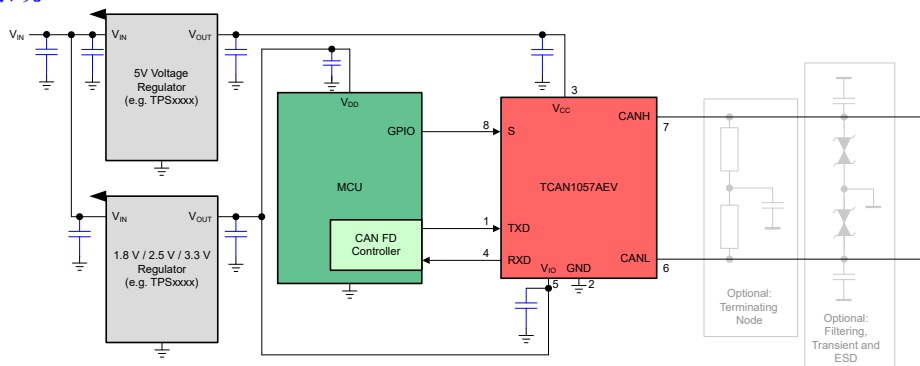 VIN
VIN
VOUT
5V Voltage
Regulator
(e.g. TPSxxxx)
VIN
VOUT
1.8 V / 2.5 V / 3.3 V
Regulator
(e.g. TPSxxxx)
VDD
GPIO
MCU
CAN FD
Controller
8
1
4
3
VCC
S
CANH
7
TCAN1057AEV
TXD
RXD
VIO
GND
CANL
6
5
2
Optional:
Terminating
Node
Optional:
Filtering,
Transient and
ESD